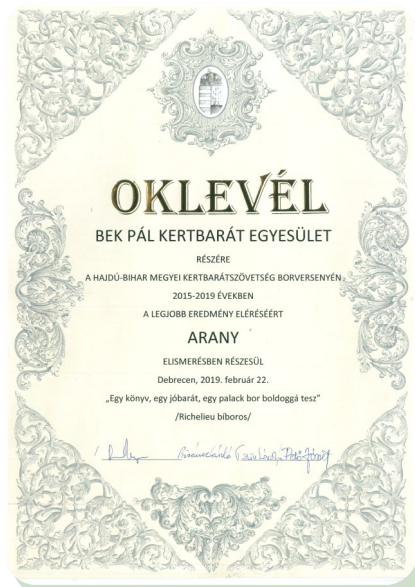 OKLEVÉL
BEK PÁL KERTBARÁT EGYESÜLET
RÉSZÉRE
A HAJDÚ-BIHAR MEGYEI KERTBARÁTSZÖVETSÉG BORVERSENYÉN
2015-2019 ÉVEKBEN
A LEGJOBB EREDMÉNY ELÉRÉSÉÉRT
ARANY
ELISMERÉSBEN RÉSZESÜL
Debrecen, 2019. február 22.
„Egy könyv, egy jóbarát, egy palack bor boldoggá tesz"
/Richelieu bíboros/